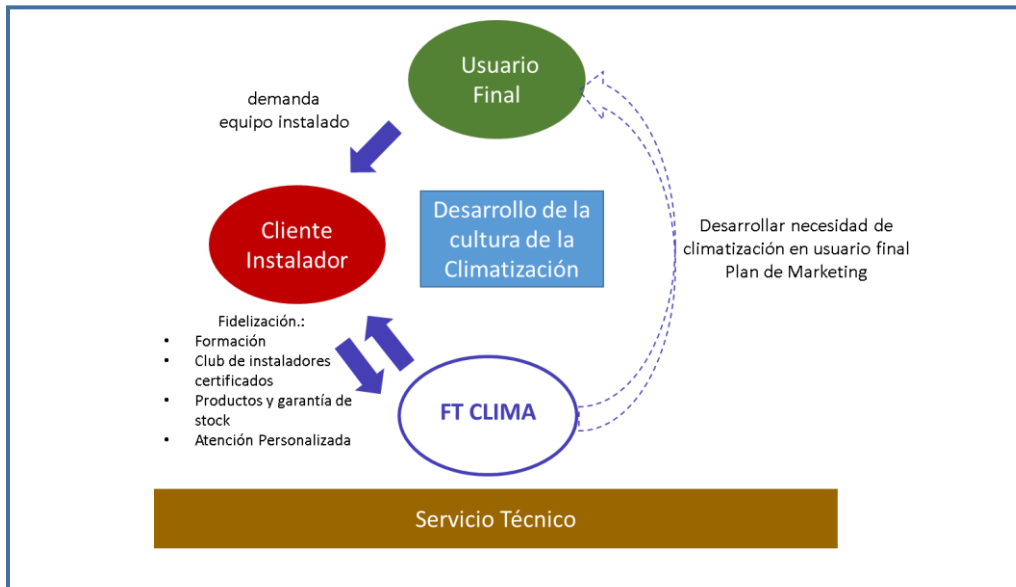 Usuario
Final
demanda
equipo instalado
Cliente
Instalador
Desarrollo de la
cultura de la
Climatización
Desarrollar necesidad de
climatización en usuario final
Plan de Marketing
Fidelización.:
• Formación
• Club de instaladores
certificados
• Productos y garantía de
stock
• Atención Personalizada
FT CLIMA
Servicio Técnico